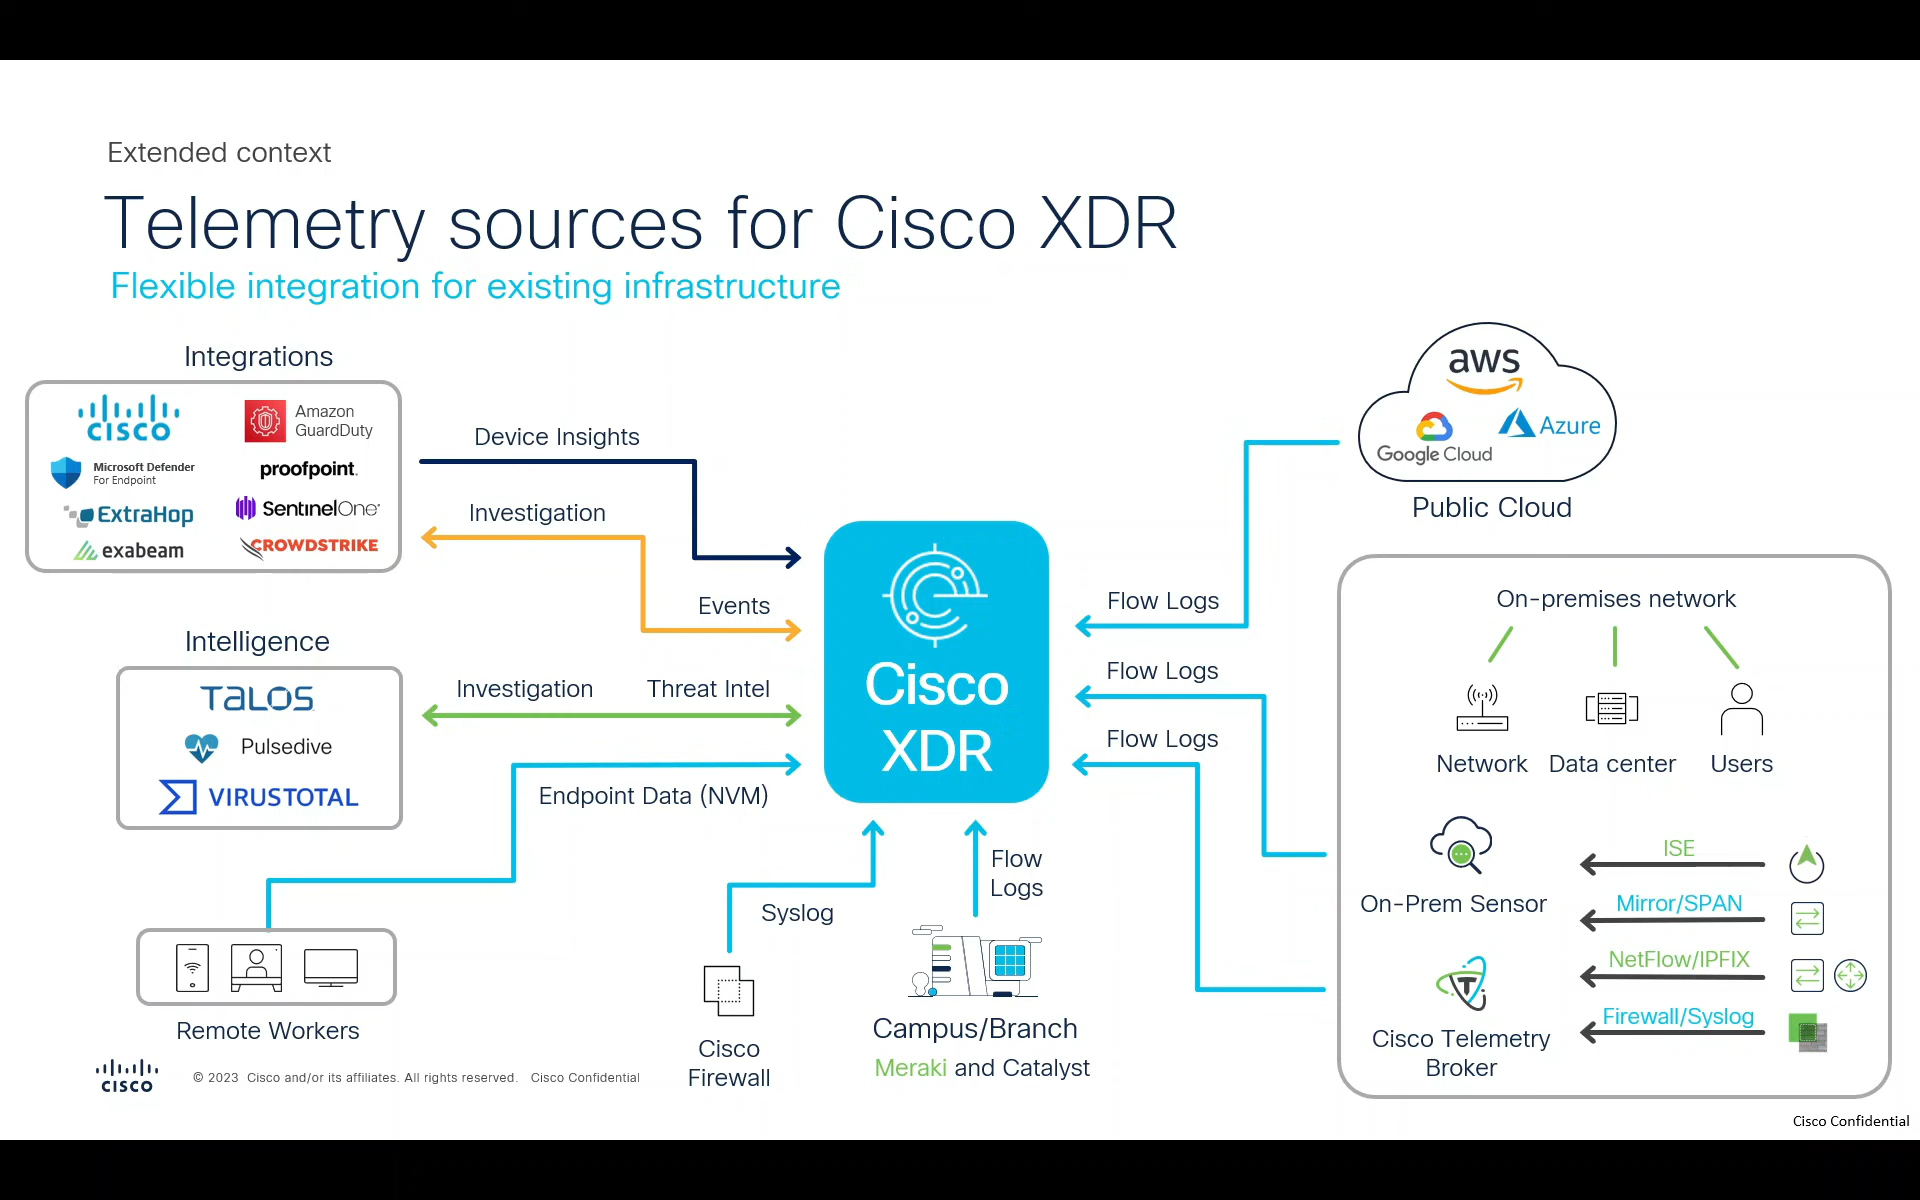 Extended context
Telemetry sources for Cisco XDR
Flexible integration for existing infrastructure
Integrations
CISCO
Amazon
GuardDuty
Microsoft Defender
For Endpoint
proofpoint.
ExtraHop
SentinelOne
exabeam
CROWDSTRIKE
Device Insights
Investigation
Events
Intelligence
TALOS
Pulsedive
VIRUSTOTAL
Investigation
Threat Intel
Endpoint Data (NVM)
Remote Workers
Syslog
Cisco
Firewall
Flow
Logs
Campus/Branch
Meraki and Catalyst
Cisco
XDR
Flow Logs
Flow Logs
Flow Logs
aws
Google Cloud
Azure
Public Cloud
On-premises network
Network
Data center
Users
On-Prem Sensor
Cisco Telemetry
Broker
ISE
Mirror/SPAN
NetFlow/IPFIX
Firewall/Syslog
CISCO
© 2023 Cisco and/or its affiliates. All rights reserved. Cisco Confidential
Cisco Confidential